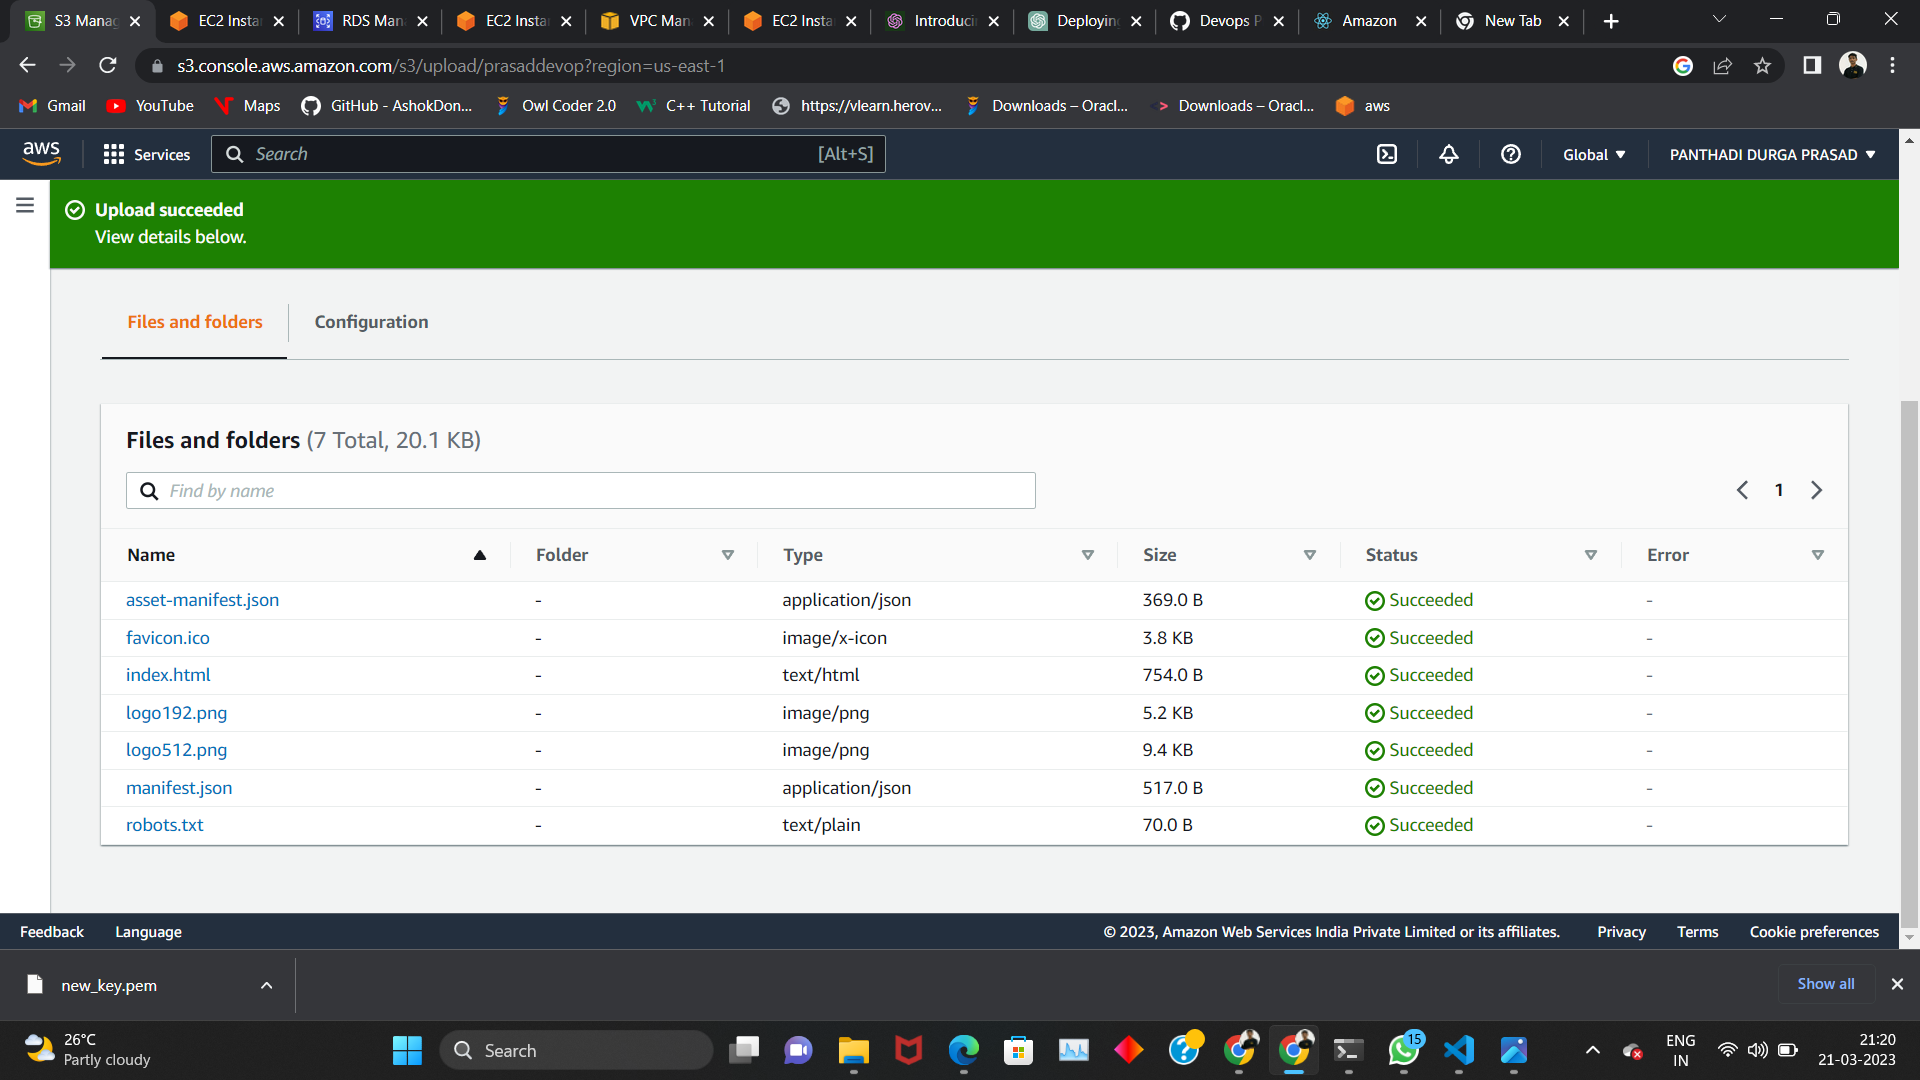 S3 Manag
EC2 Instan
RDS Mana
EC2 Instan
VPC Mana
EC2 Instan
Introducin
Deploying
Devops P
Amazon
New Tab
s3.console.aws.amazon.com/s3/upload/prasaddevop?region=us-east-1
Gmail
YouTube
Maps
GitHub - AshokDon...
Owl Coder 2.0
C++ Tutorial
https://vlearn.herov...
Downloads – Oracl...
Downloads – Oracl...
aws
aws
Services
Search
[Alt+S]
Global
PANTHADI DURGA PRASAD
Upload succeeded
View details below.
Files and folders
Configuration
Files and folders (7 Total, 20.1 KB)
Find by name
1
Name Folder Type Size Status Error
asset-manifest.json - application/json 369.0 B Succeeded -
favicon.ico - image/x-icon 3.8 KB Succeeded -
index.html - text/html 754.0 B Succeeded -
logo192.png - image/png 5.2 KB Succeeded -
logo512.png - image/png 9.4 KB Succeeded -
manifest.json - application/json 517.0 B Succeeded -
robots.txt - text/plain 70.0 B Succeeded -
Feedback
Language
© 2023, Amazon Web Services India Private Limited or its affiliates.
Privacy
Terms
Cookie preferences
new_key.pem
Show all
26°C
Partly cloudy
Search
15
ENG
IN
21:20
21-03-2023